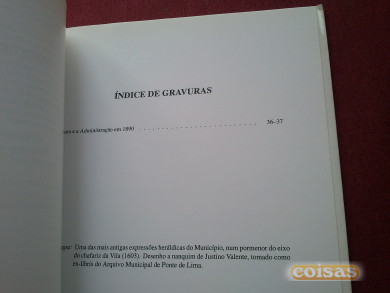 ÍNDICE DE GRAVURAS
e a Administração em 1890 . . . . . . . . . . . . . . . . . . . . . . . . 36-37
Uma das mais antigas expressões heráldicas do Município, num pormenor do eixo
do chafariz da Vila (1603). Desenho a nanquim de Justino Valente, tomado como
ex-libris do Arquivo Municipal de Ponte de Lima.
coisas